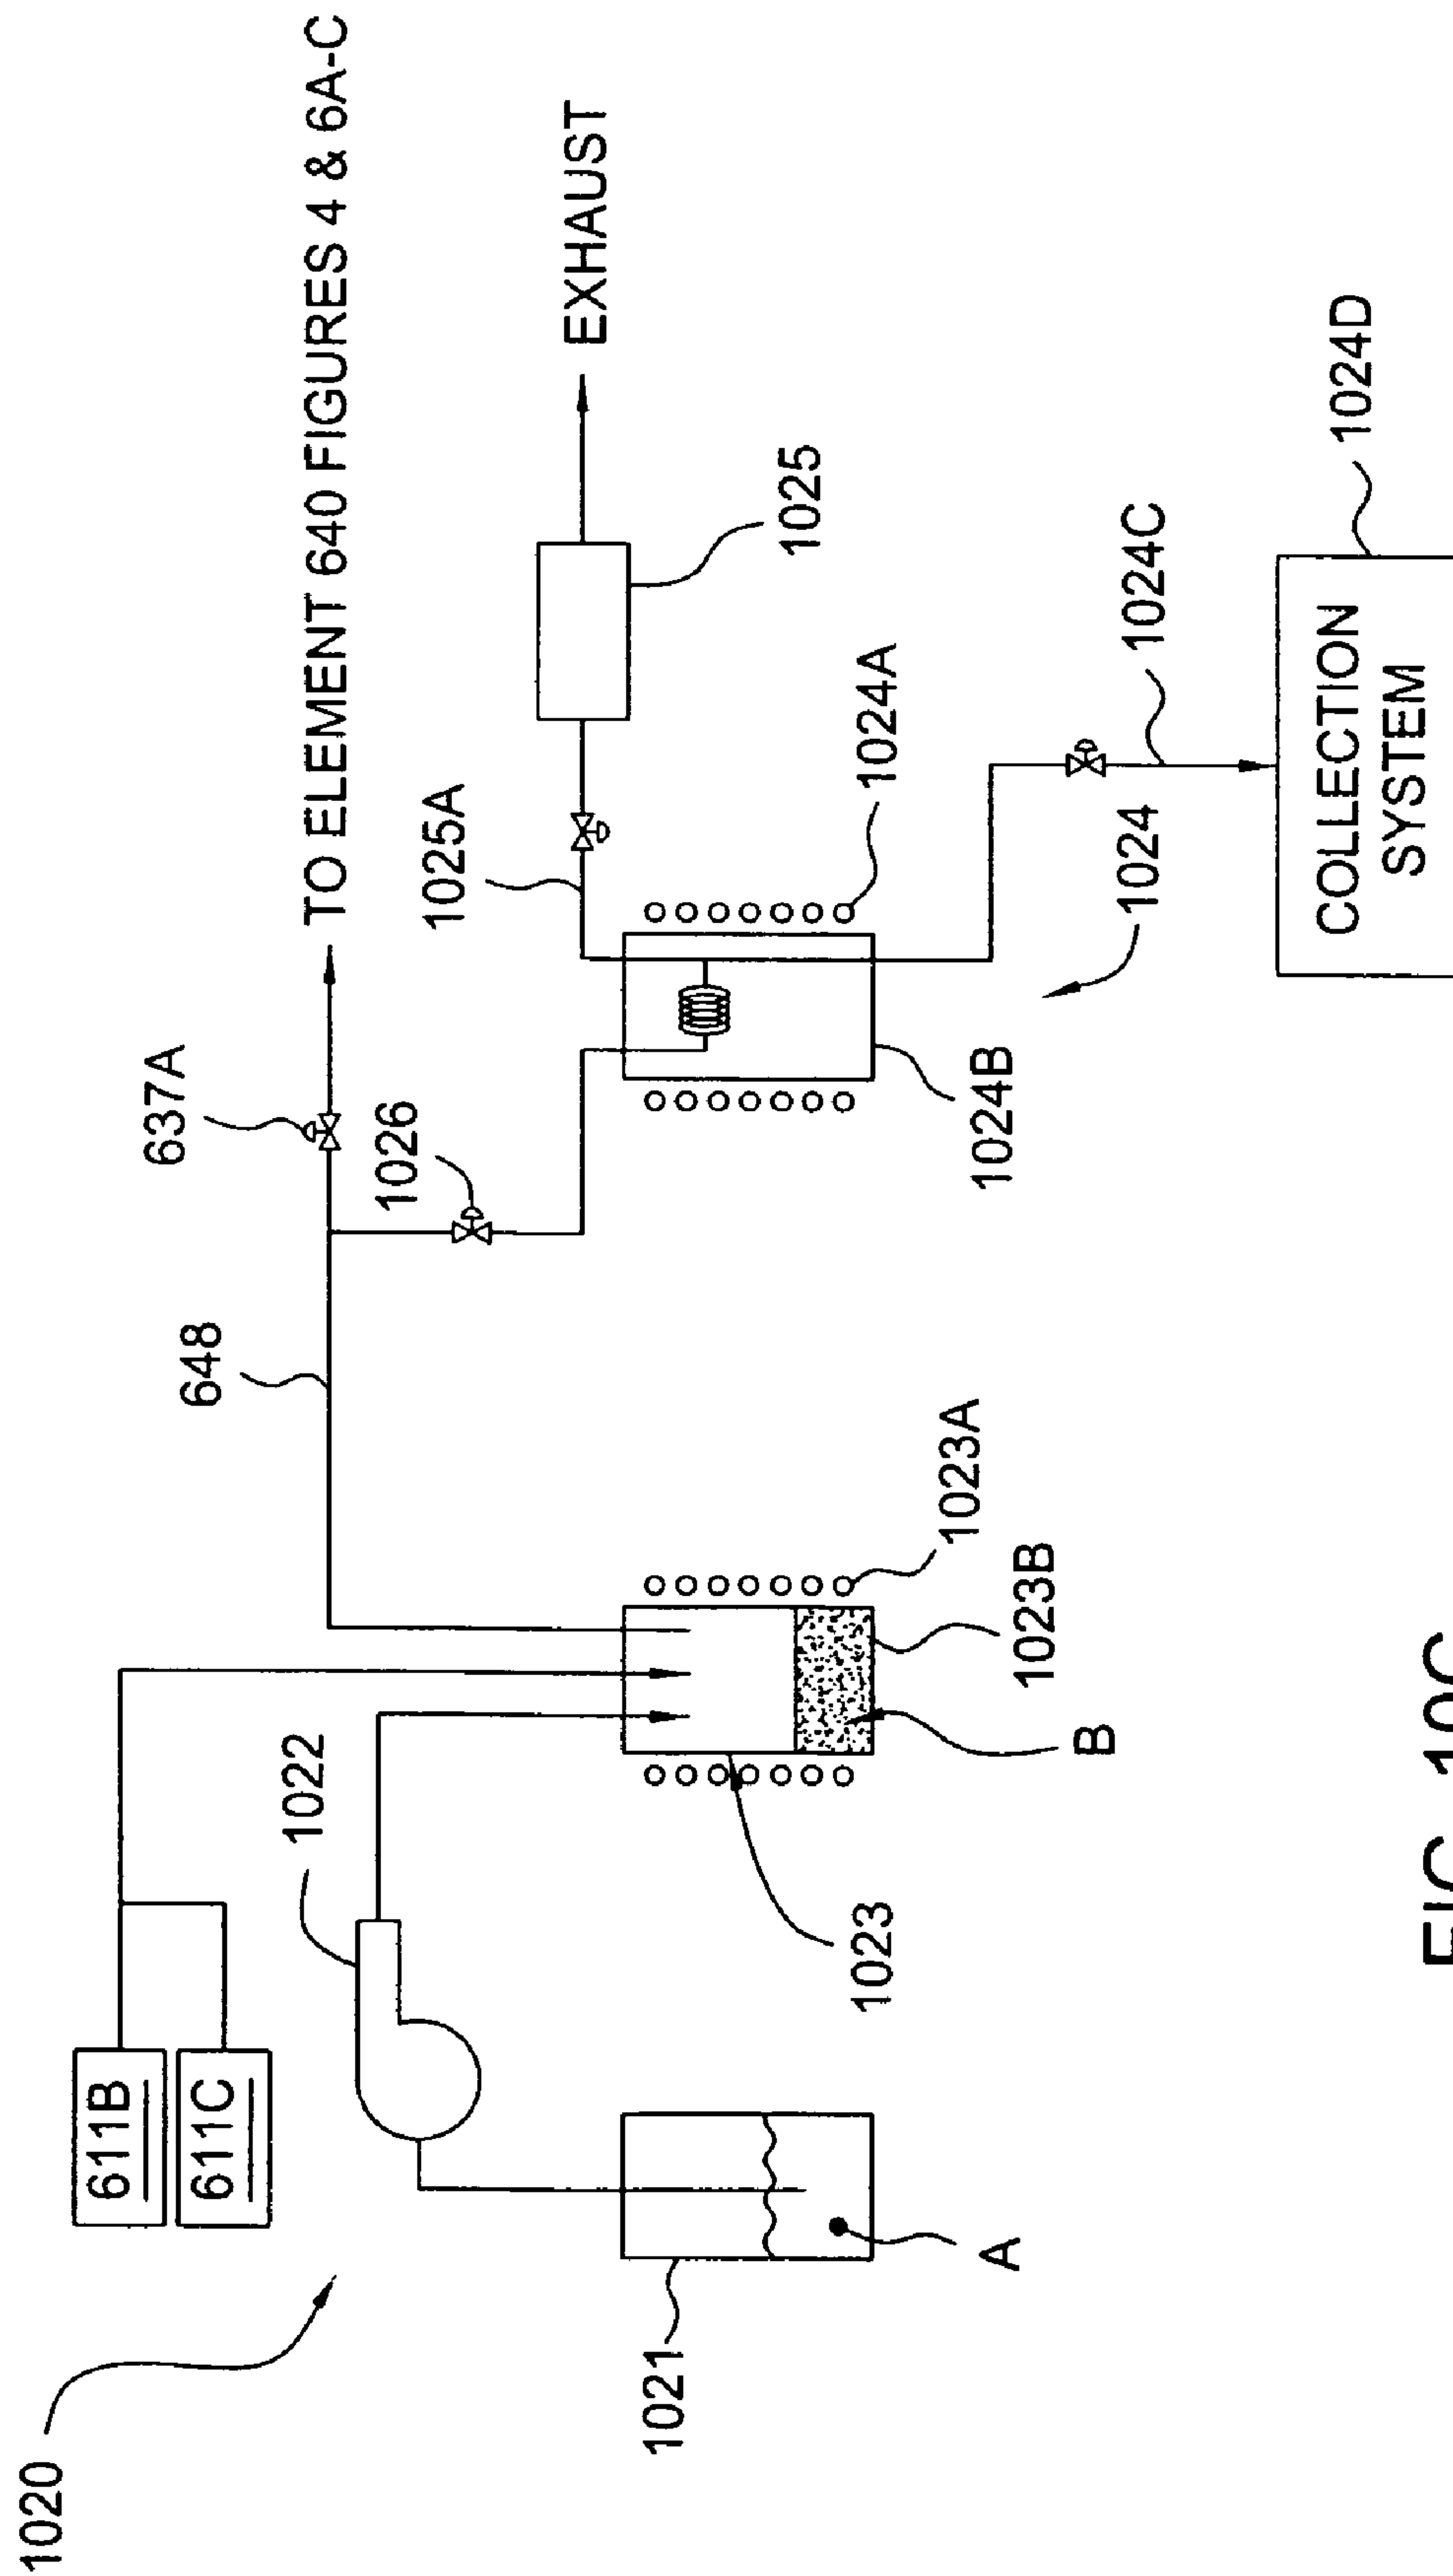 1020
611B
611C
1022
648
637A
TO ELEMENT 640 FIGURES 4 & 6A-C
1026
1025A
EXHAUST
1025
1021
A
1023
B
1023B
1023A
1024B
1024
1024A
1024C
1024D
COLLECTION
SYSTEM